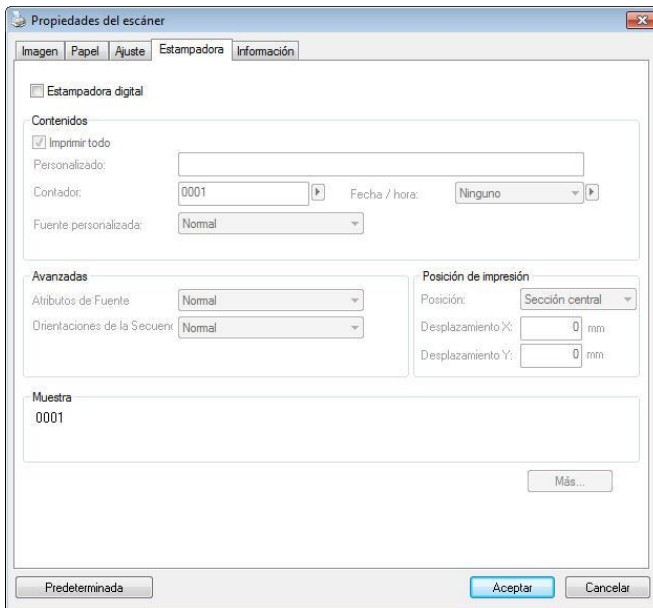 Propiedades del escáner
Imagen Papel Ajuste Estampadora Información
Estampadora digital
Contenidos
Imprimir todo
Personalizado:
Contador: 0001 Fecha / hora: Ninguno
Fuente personalizada: Normal
Avanzadas
Atributos de Fuente Normal
Orientaciones de la Secuenc Normal
Posición de impresión
Posición: Sección central
Desplazamiento X: 0 mm
Desplazamiento Y: 0 mm
Muestra
0001
Más...
Predeterminada Aceptar Cancelar